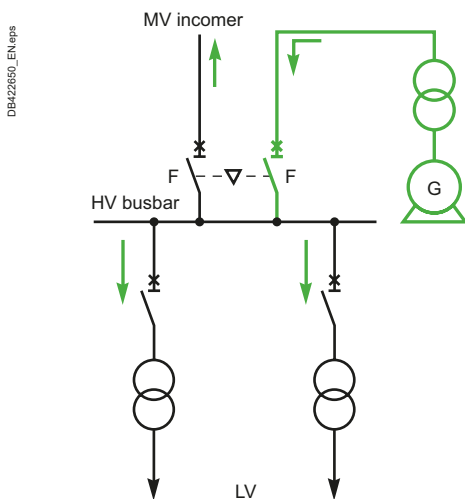 DB422650_EN.eps
MV incomer
F
F
G
HV busbar
LV